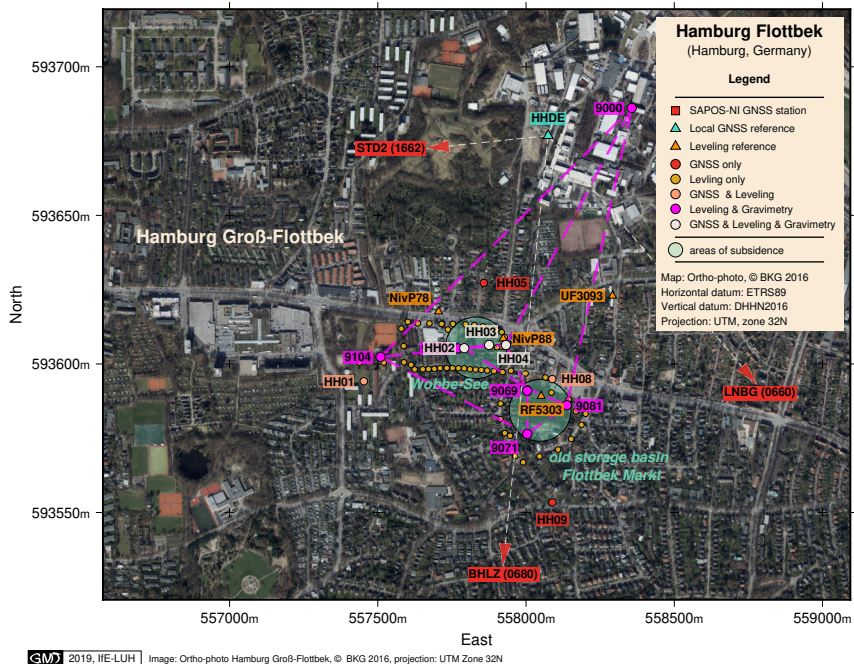 Hamburg Flottbek
(Hamburg, Germany)
Legend
SAPOS-NI GNSS station
Local GNSS reference
Leveling reference
GNSS only
Levling only
GNSS & Leveling
Leveling & Gravimetry
GNSS & Leveling & Gravimetry
areas of subsidence
Map: Ortho-photo, © BKG 2016
Horizontal datum: ETRS89
Vertical datum: DHHN2016
Projection: UTM, zone 32N
593700m
593650m
593600m
593550m
North
9000
HHDE
STD2 (1662)
Hamburg Groß-Flottbek
HH05
NivP78
UF3093
HH03
NivP88
HH02
9104
HH04
HH01
HH08
Wobbe See
9069
LNBG (0660)
RF5303
9081
9071
old storage basin
Flottbek Markt
HH09
BHLZ (0680)
557000m
557500m
558000m
558500m
559000m
East
GMT 2019, IfE-LUH Image: Ortho-photo Hamburg Groß-Flottbek, © BKG 2016, projection: UTM Zone 32N